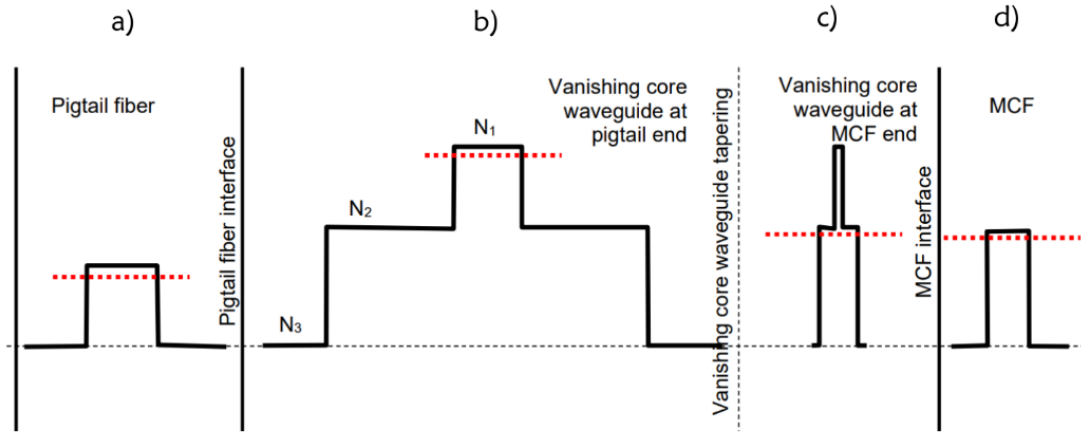 a)
b)
c)
d)
Pigtail fiber
Pigtail fiber interface
Vanishing core
waveguide at
pigtail end
N₁
N₂
N₃
Vanishing core waveguide tapering
Vanishing core
waveguide at
MCF end
MCF interface
MCF